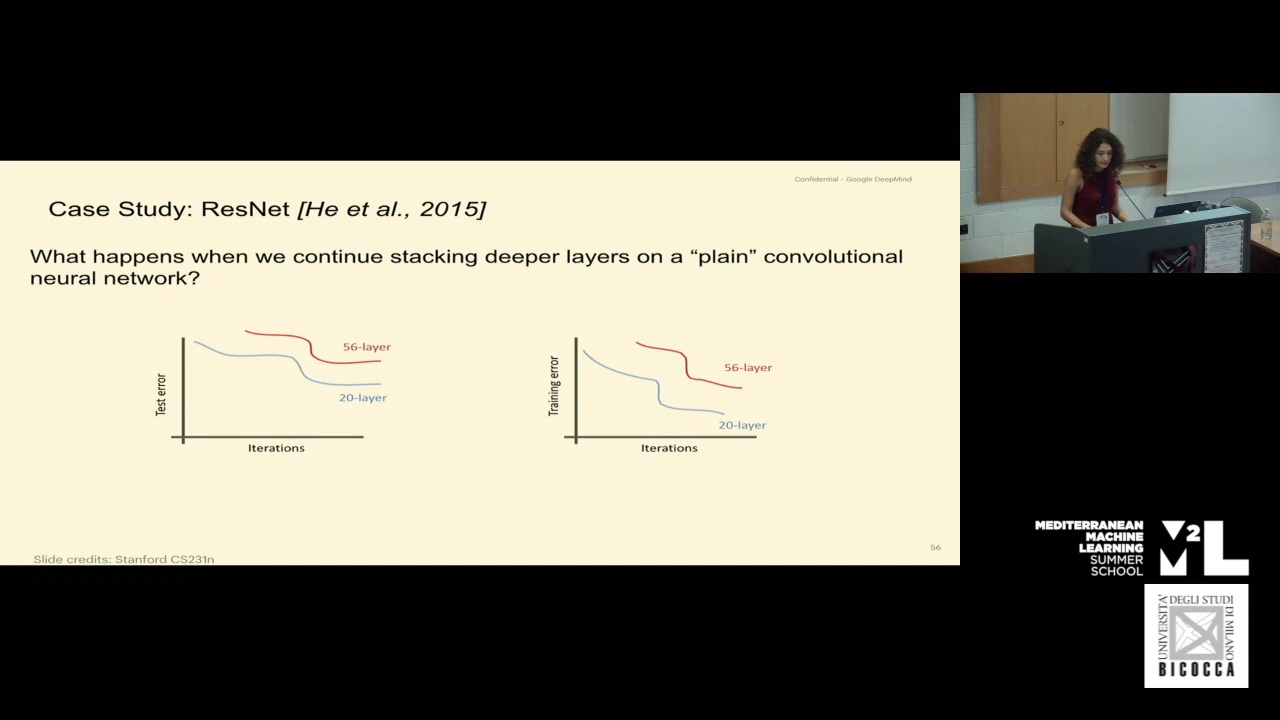 Confidential - Google DeepMind
Case Study: ResNet [He et al., 2015]
What happens when we continue stacking deeper layers on a “plain” convolutional
neural network?
Test error
56-layer
20-layer
Iterations
Training error
56-layer
20-layer
Iterations
56
Slide credits: Stanford CS231n
MEDITERRANEAN
MACHINE
LEARNING
SUMMER
SCHOOL
M2L
UNIVERSITA'
DEGLI STUDI
DI MILANO
BICOCCA